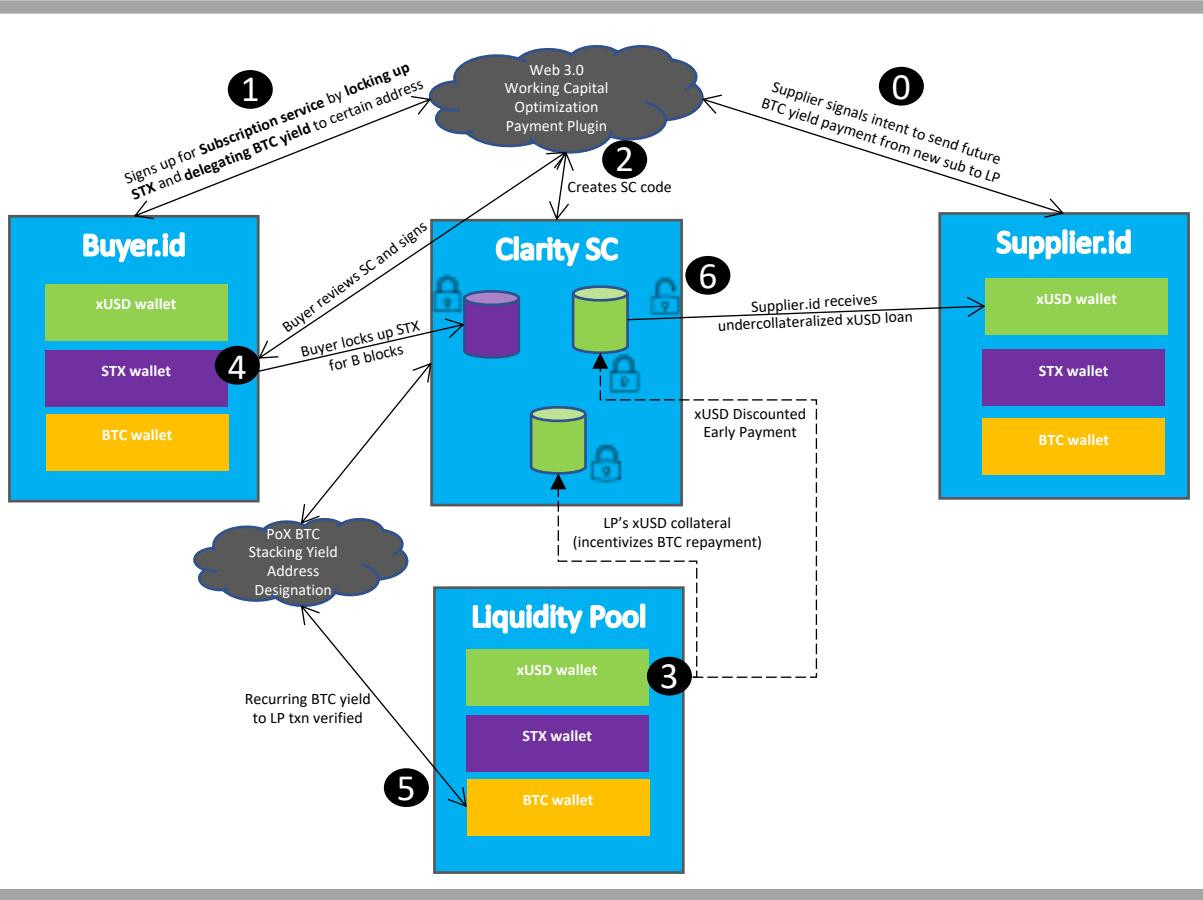 Web 3.0
Working Capital
Optimization
Payment Plugin
1
Signs up for Subscription service by locking up
STX and delegating BTC yield to certain address
0
Supplier signals intent to send future
BTC yield payment from new sub to LP
2
Creates SC code
Buyer.id
xUSD wallet
STX wallet
BTC wallet
4
Buyer reviews SC and signs
Buyer locks up STX
for B blocks
Clarity SC
6
Supplier.id receives
undercollateralized xUSD loan
Supplier.id
xUSD wallet
STX wallet
BTC wallet
xUSD Discounted
Early Payment
LP's xUSD collateral
(incentivizes BTC repayment)
PoX BTC
Stacking Yield
Address
Designation
Liquidity Pool
xUSD wallet
3
STX wallet
BTC wallet
Recurring BTC yield
to LP txn verified
5